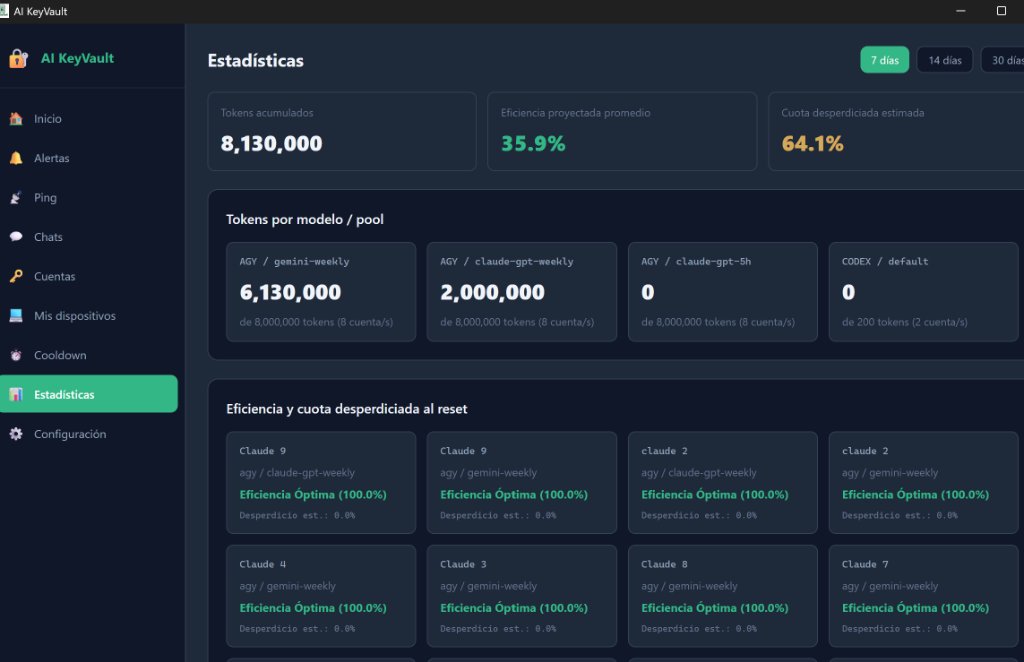 AI KeyVault
AI KeyVault
Inicio
Alertas
Ping
Chats
Cuentas
Mis dispositivos
Cooldown
Estadísticas
Configuración
Estadísticas
7 días
14 días
30 días
Tokens acumulados
8,130,000
Eficiencia proyectada promedio
35.9%
Cuota desperdiciada estimada
64.1%
Tokens por modelo / pool
AGY / gemini-weekly
6,130,000
de 8,000,000 tokens (8 cuenta/s)
AGY / claude-gpt-weekly
2,000,000
de 8,000,000 tokens (8 cuenta/s)
AGY / claude-gpt-5h
0
de 8,000,000 tokens (8 cuenta/s)
CODEX / default
0
de 200 tokens (2 cuenta/s)
Eficiencia y cuota desperdiciada al reset
Claude 9
agy / claude-gpt-weekly
Eficiencia Óptima (100.0%)
Desperdicio est.: 0.0%
Claude 9
agy / gemini-weekly
Eficiencia Óptima (100.0%)
Desperdicio est.: 0.0%
claude 2
agy / claude-gpt-weekly
Eficiencia Óptima (100.0%)
Desperdicio est.: 0.0%
claude 2
agy / gemini-weekly
Eficiencia Óptima (100.0%)
Desperdicio est.: 0.0%
Claude 4
agy / gemini-weekly
Eficiencia Óptima (100.0%)
Desperdicio est.: 0.0%
Claude 3
agy / gemini-weekly
Eficiencia Óptima (100.0%)
Desperdicio est.: 0.0%
Claude 8
agy / gemini-weekly
Eficiencia Óptima (100.0%)
Desperdicio est.: 0.0%
Claude 7
agy / gemini-weekly
Eficiencia Óptima (100.0%)
Desperdicio est.: 0.0%